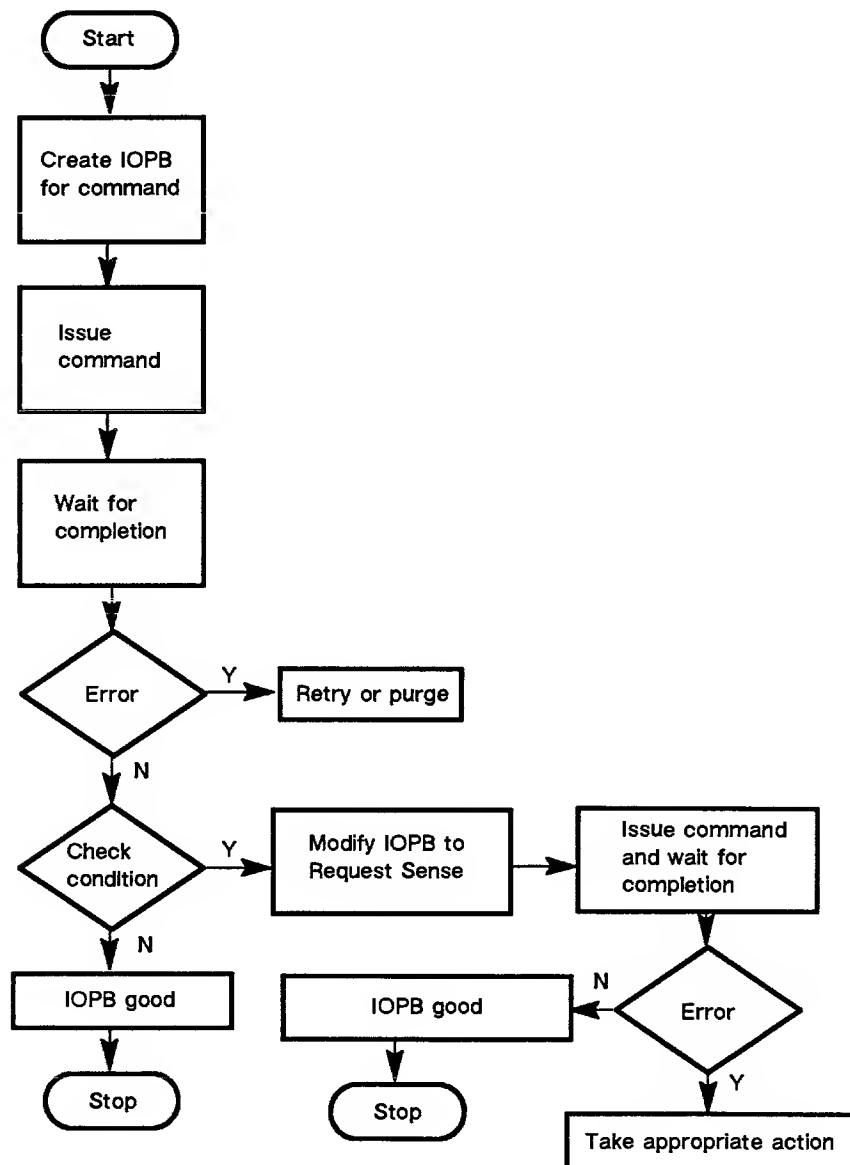 Start
Create IOPB
for command
Issue
command
Wait for
completion
Error
Y
Retry or purge
N
Check
condition
Y
Modify IOPB to
Request Sense
Issue command
and wait for
completion
N
IOPB good
Stop
Error
N
IOPB good
Stop
Y
Take appropriate action